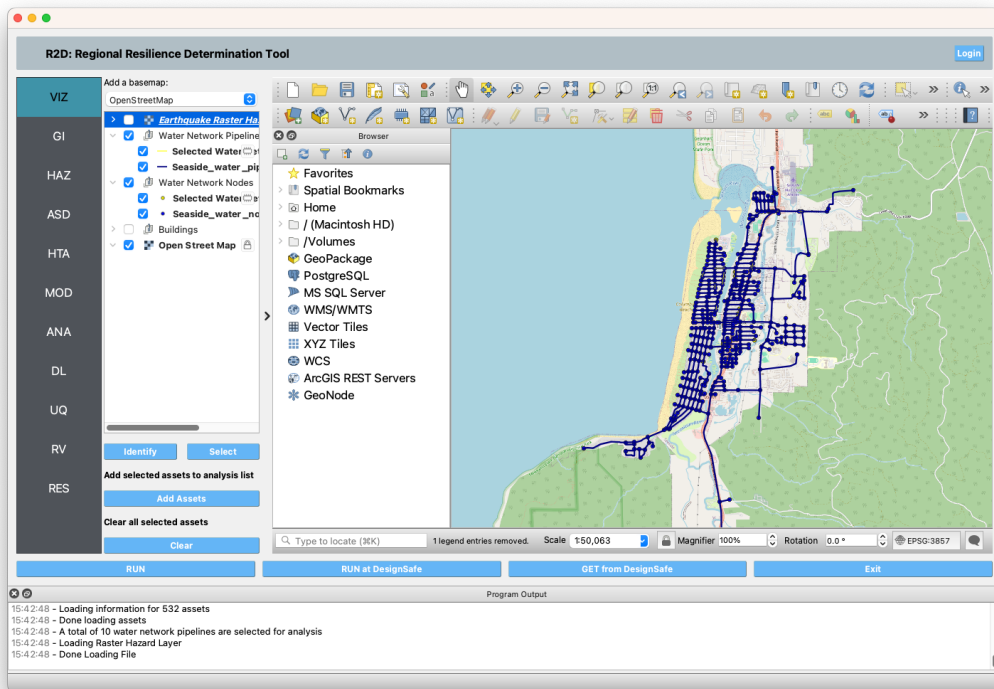 R2D: Regional Resilience Determination Tool
Login
VIZ
GI
HAZ
ASD
HTA
MOD
ANA
DL
UQ
RV
RES
Add a basemap:
OpenStreetMap
Earthquake Raster Ha
Water Network Pipeline
Selected Water
Seaside_water_pip
Water Network Nodes
Selected Water
Seaside_water_no
Buildings
Open Street Map
Identify
Select
Add selected assets to analysis list
Add Assets
Clear all selected assets
Clear
Browser
Favorites
Spatial Bookmarks
Home
/ (Macintosh HD)
/Volumes
GeoPackage
PostgreSQL
MS SQL Server
WMS/WMTS
Vector Tiles
XYZ Tiles
WCS
ArcGIS REST Servers
GeoNode
Type to locate (⌘K)
1 legend entries removed.
Scale 1:50,063
Magnifier 100%
Rotation 0.0 °
EPSG:3857
RUN
RUN at DesignSafe
GET from DesignSafe
Exit
Program Output
15:42:48 - Loading information for 532 assets
15:42:48 - Done loading assets
15:42:48 - A total of 10 water network pipelines are selected for analysis
15:42:48 - Loading Raster Hazard Layer
15:42:48 - Done Loading File